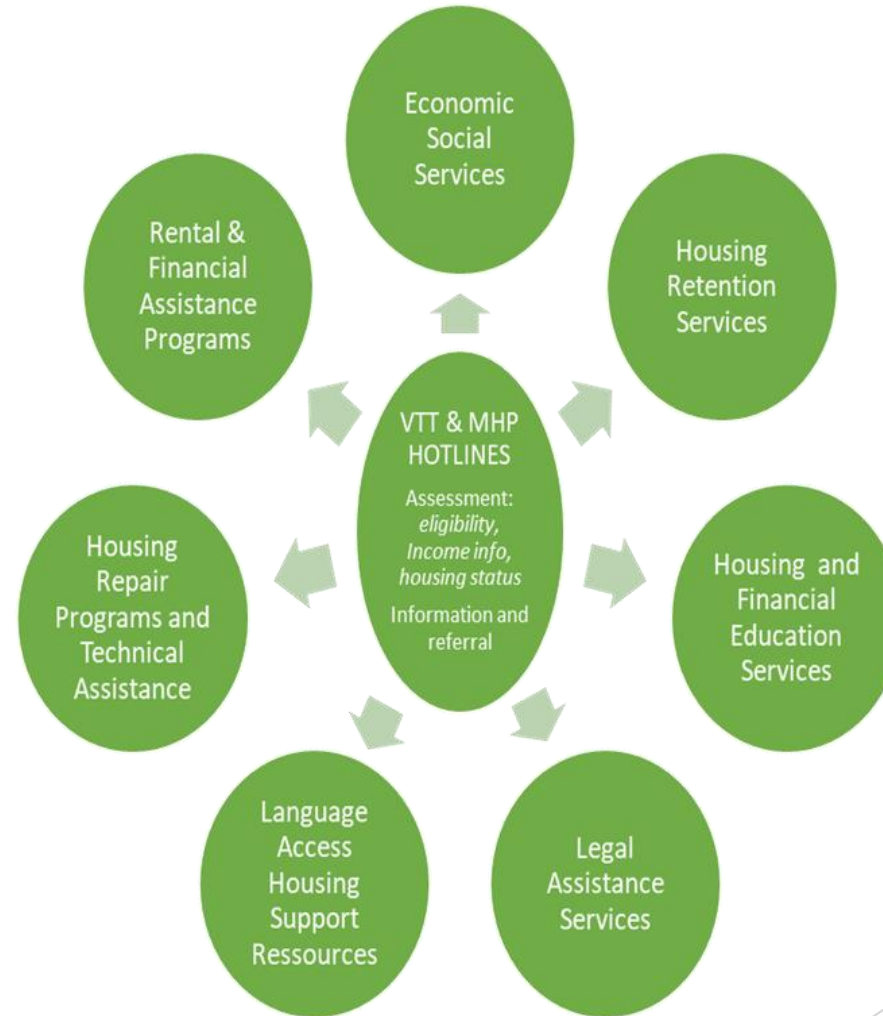 Economic
Social
Services
Rental &
Financial
Assistance
Programs
Housing
Retention
Services
VTT & MHP
HOTLINES
Assessment:
eligibility,
Income info,
housing status
Information and
referral
Housing
Repair
Programs and
Technical
Assistance
Housing and
Financial
Education
Services
Language
Access
Housing
Support
Ressources
Legal
Assistance
Services